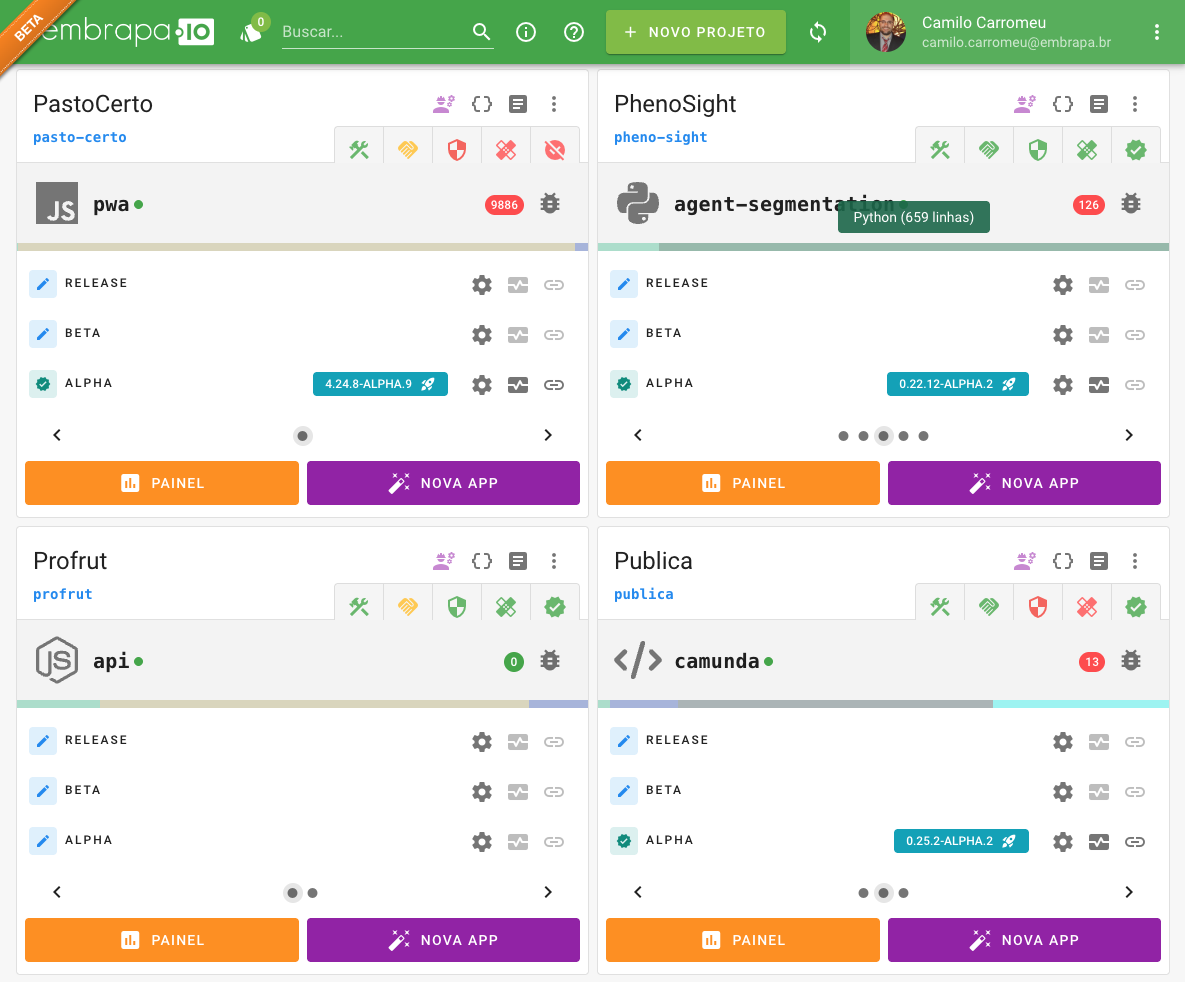 BETA
embrapa.io
0
Buscar...
+ NOVO PROJETO
Camilo Carromeu
camilo.carromeu@embrapa.br
PastoCerto
pasto-certo
JS
pwa
9886
RELEASE
BETA
ALPHA
4.24.8-ALPHA.9
PAINEL
NOVA APP
PhenoSight
pheno-sight
agent-segmentation
126
Python (659 linhas)
RELEASE
BETA
ALPHA
0.22.12-ALPHA.2
PAINEL
NOVA APP
Profrut
profrut
JS
api
0
RELEASE
BETA
ALPHA
PAINEL
NOVA APP
Publica
publica
camunda
13
RELEASE
BETA
ALPHA
0.25.2-ALPHA.2
PAINEL
NOVA APP